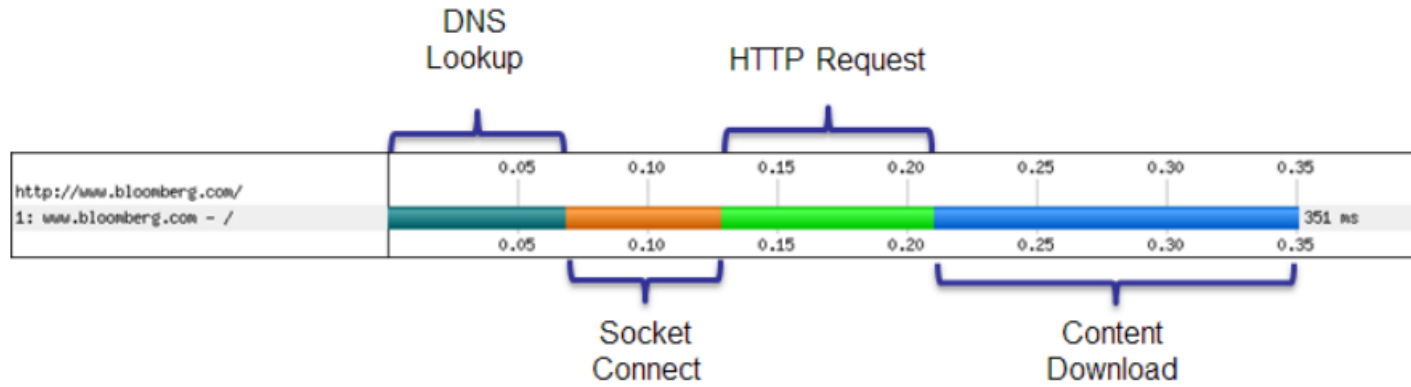 DNS
Lookup
HTTP Request
0.05 0.10 0.15 0.20 0.25 0.30 0.35
http://www.bloomberg.com/
1: www.bloomberg.com - / 351 ms
0.05 0.10 0.15 0.20 0.25 0.30 0.35
Socket
Connect
Content
Download